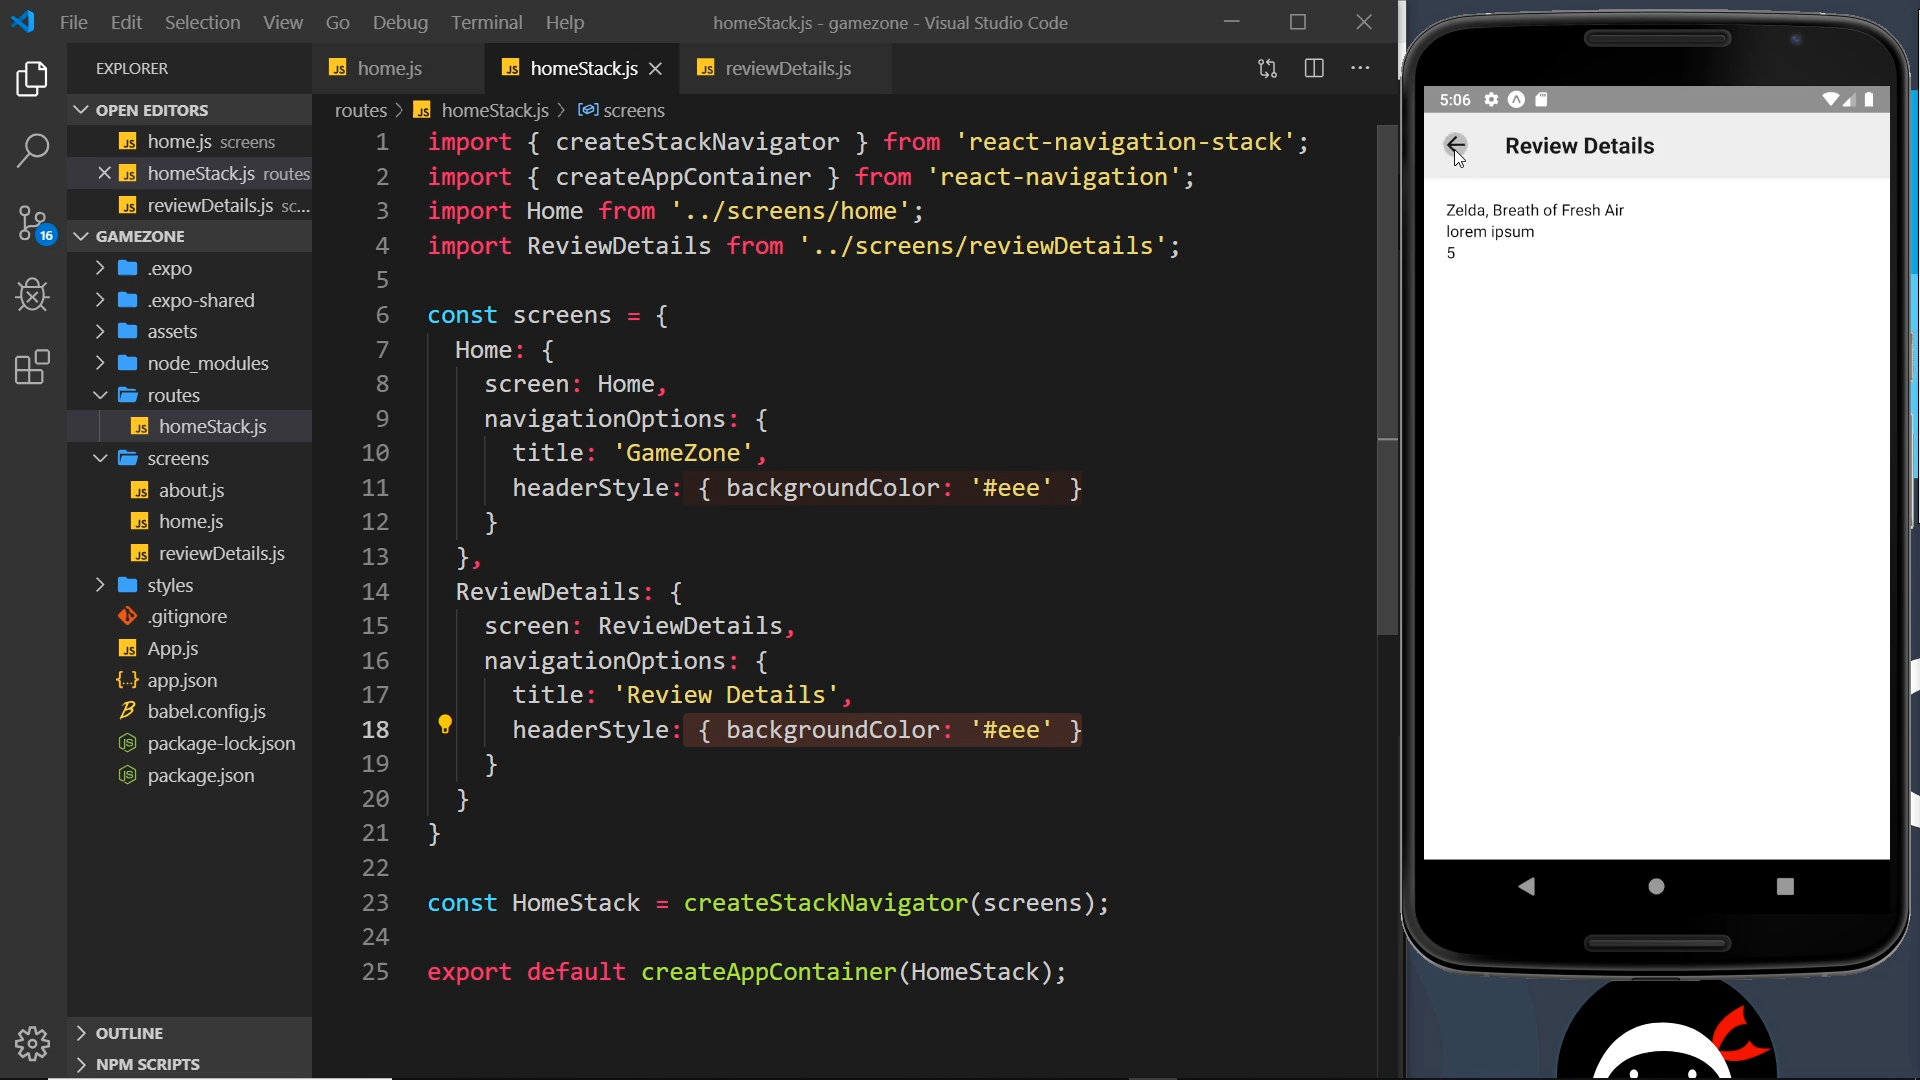 File Edit Selection View Go Debug Terminal Help
homeStack.js - gamezone - Visual Studio Code
EXPLORER
OPEN EDITORS
home.js screens
homeStack.js routes
reviewDetails.js sc...
16
GAMEZONE
.expo
.expo-shared
assets
node_modules
routes
homeStack.js
screens
about.js
home.js
reviewDetails.js
styles
.gitignore
App.js
app.json
babel.config.js
package-lock.json
package.json
OUTLINE
NPM SCRIPTS
home.js homeStack.js reviewDetails.js
routes > homeStack.js > screens
1 import { createStackNavigator } from 'react-navigation-stack';
2 import { createAppContainer } from 'react-navigation';
3 import Home from '../screens/home';
4 import ReviewDetails from '../screens/reviewDetails';
5
6 const screens = {
7 Home: {
8 screen: Home,
9 navigationOptions: {
10 title: 'GameZone',
11 headerStyle: { backgroundColor: '#eee' }
12 }
13 },
14 ReviewDetails: {
15 screen: ReviewDetails,
16 navigationOptions: {
17 title: 'Review Details',
18 headerStyle: { backgroundColor: '#eee' }
19 }
20 }
21 }
22
23 const HomeStack = createStackNavigator(screens);
24
25 export default createAppContainer(HomeStack);
5:06
Review Details
Zelda, Breath of Fresh Air
lorem ipsum
5